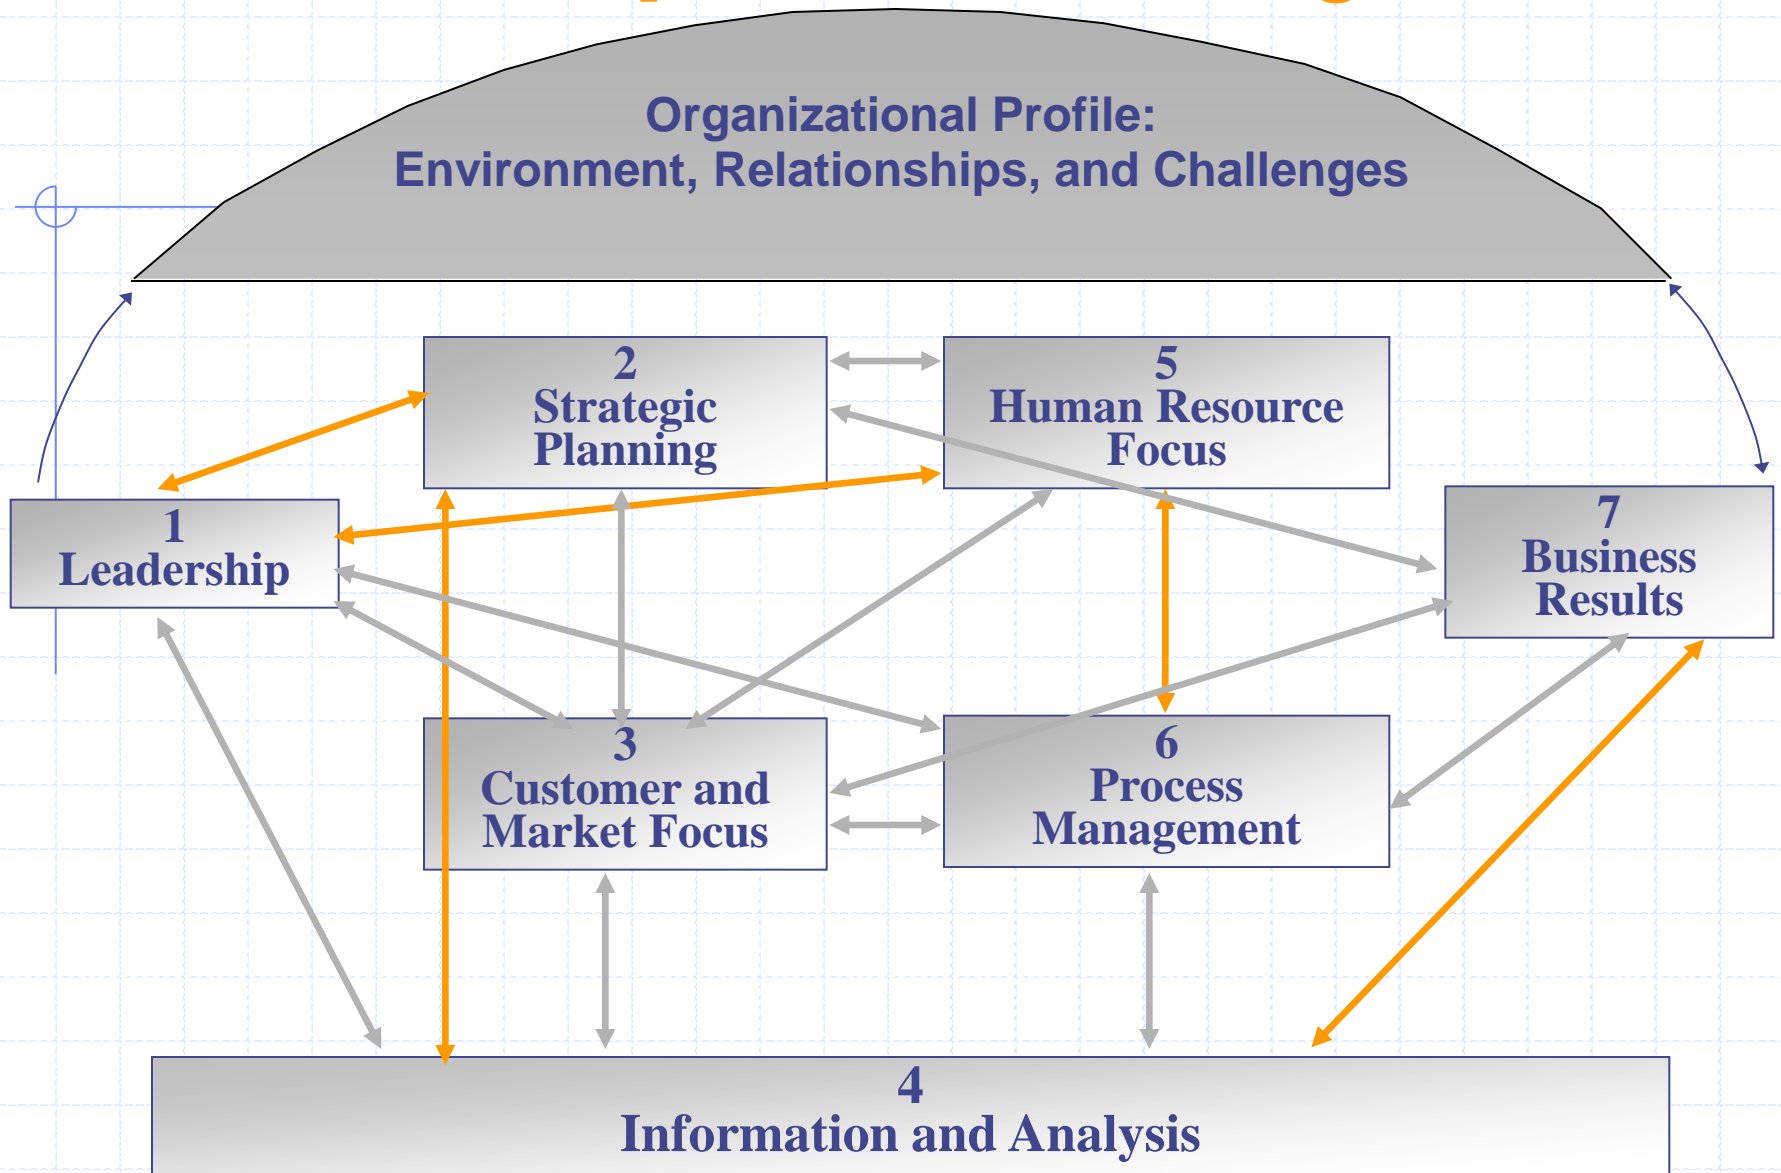 Organizational Profile:
Environment, Relationships, and Challenges
2
Strategic
Planning
5
Human Resource
Focus
1
Leadership
7
Business
Results
3
Customer and
Market Focus
6
Process
Management
4
Information and Analysis